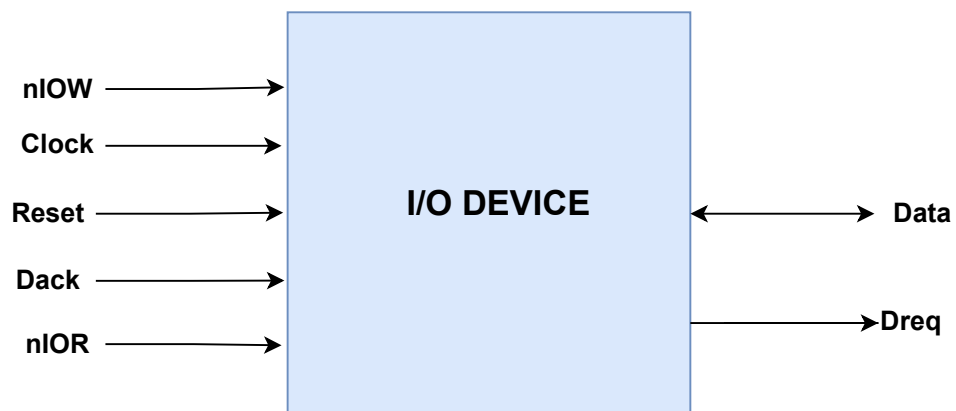 nIOW
Clock
Reset
Dack
nIOR
I/O DEVICE
Data
Dreq